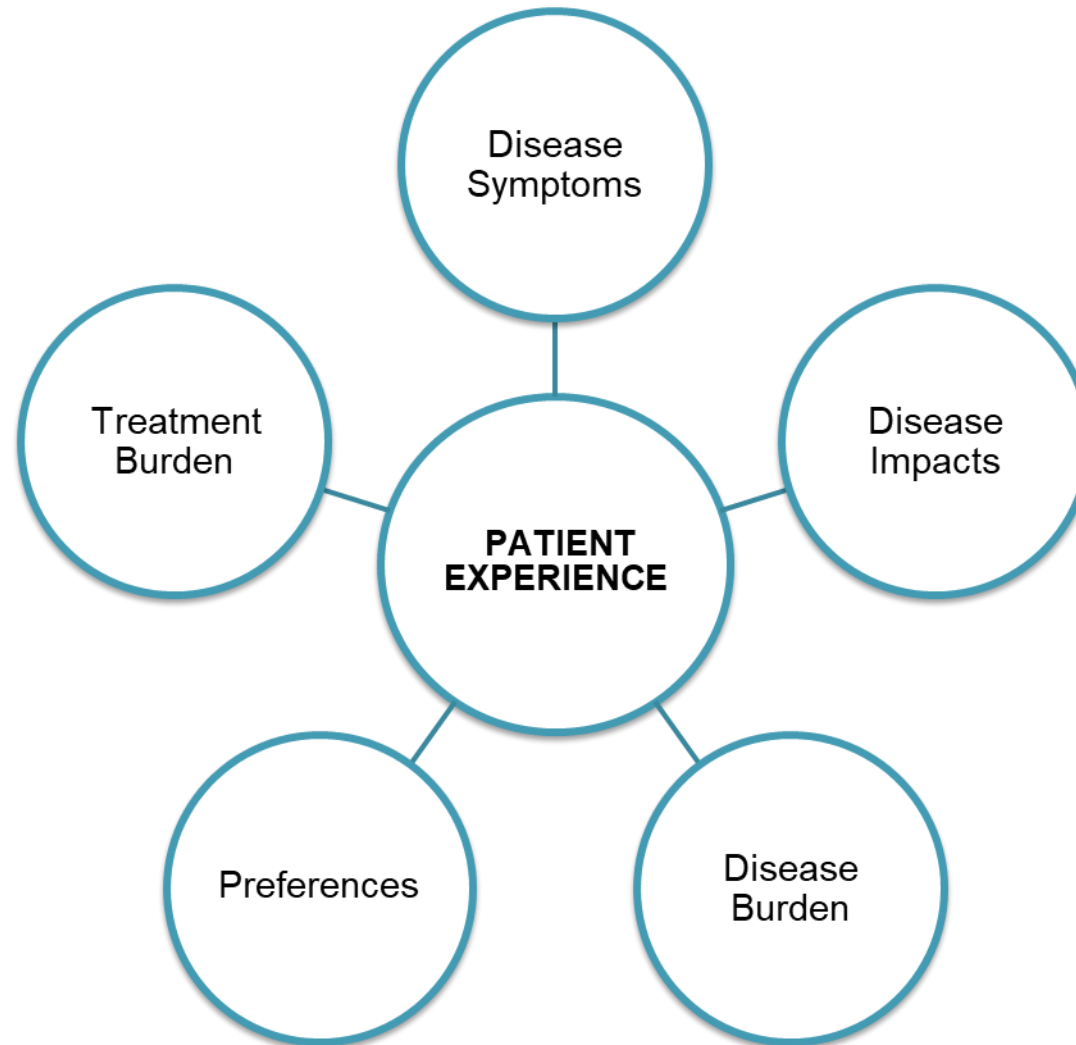 Disease
Symptoms
Treatment
Burden
Disease
Impacts
PATIENT
EXPERIENCE
Preferences
Disease
Burden